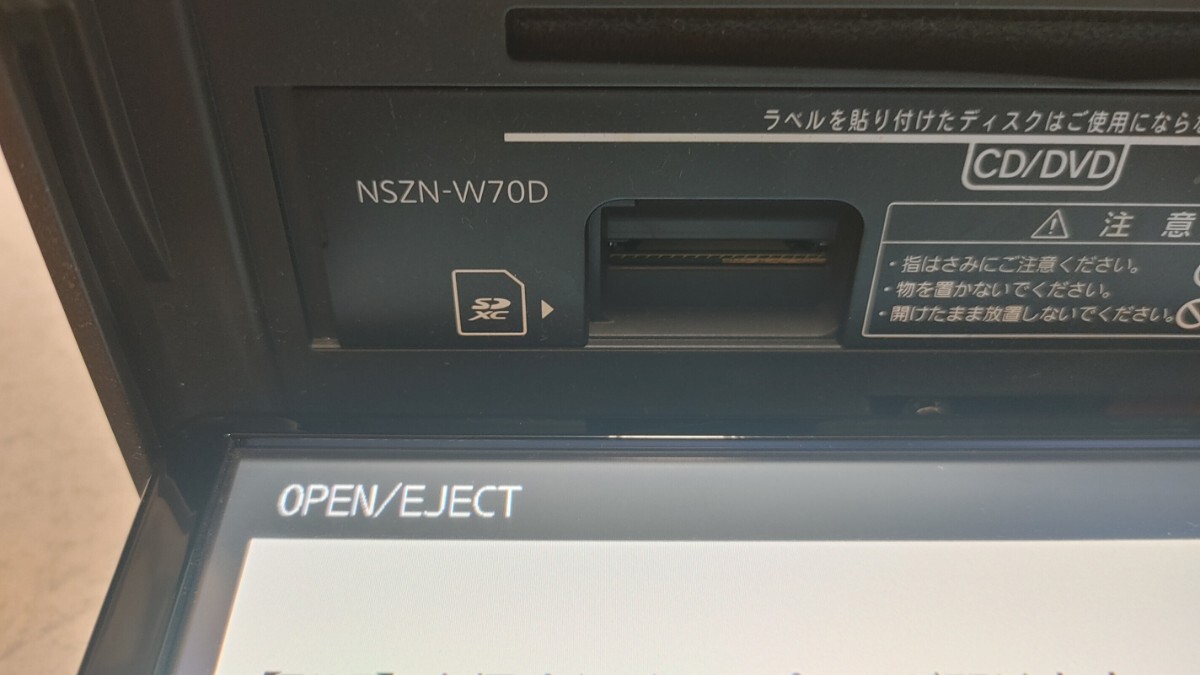 ラベルを貼り付けたディスクはご使用になら
CD/DVD
NSZN-W70D
注 意
・指はさみにご注意ください。
・物を置かないでください。
・開けたまま放置しないでください。
SD
XC
OPEN/EJECT